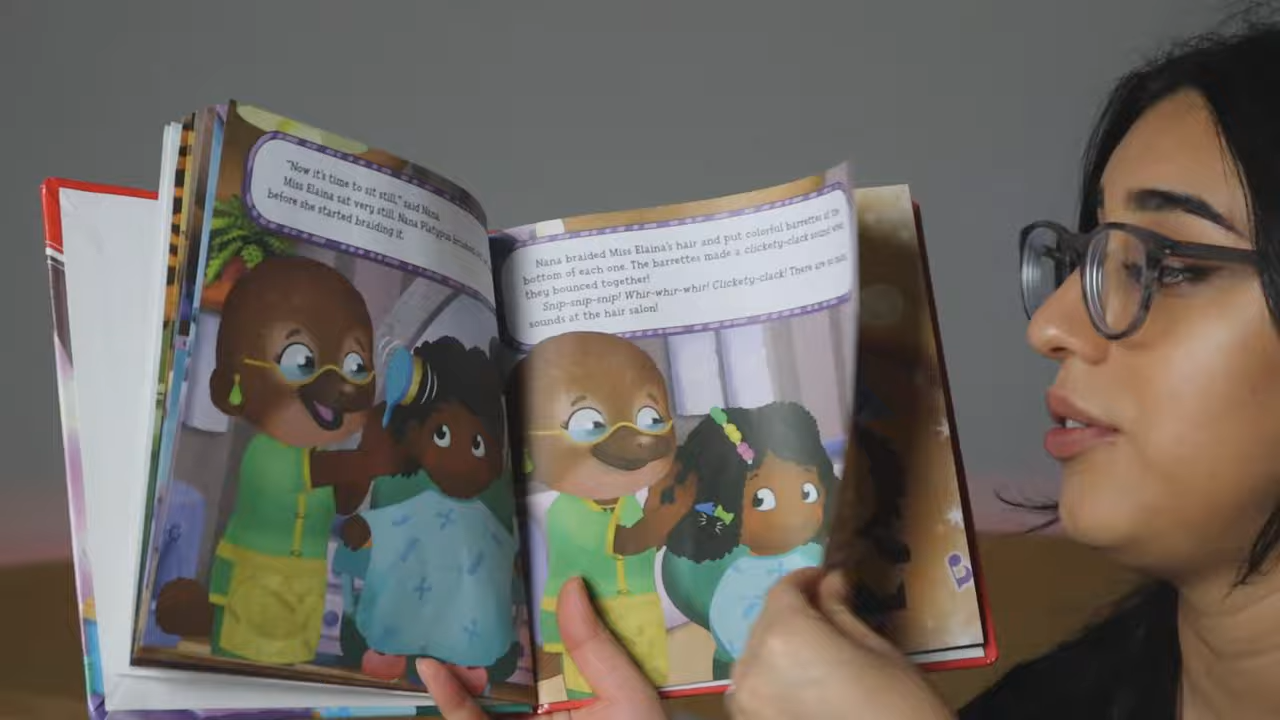 "Now it's time to sit still," said Nana.
Miss Elaina sat very still. Nana Platypus brushed
before she started braiding it.
Nana braided Miss Elaina's hair and put colorful barrettes at the
bottom of each one. The barrettes made a clickety-clack sound when
they bounced together!
Snip-snip-snip! Whir-whir-whir! Clickety-clack! There are so many
sounds at the hair salon!